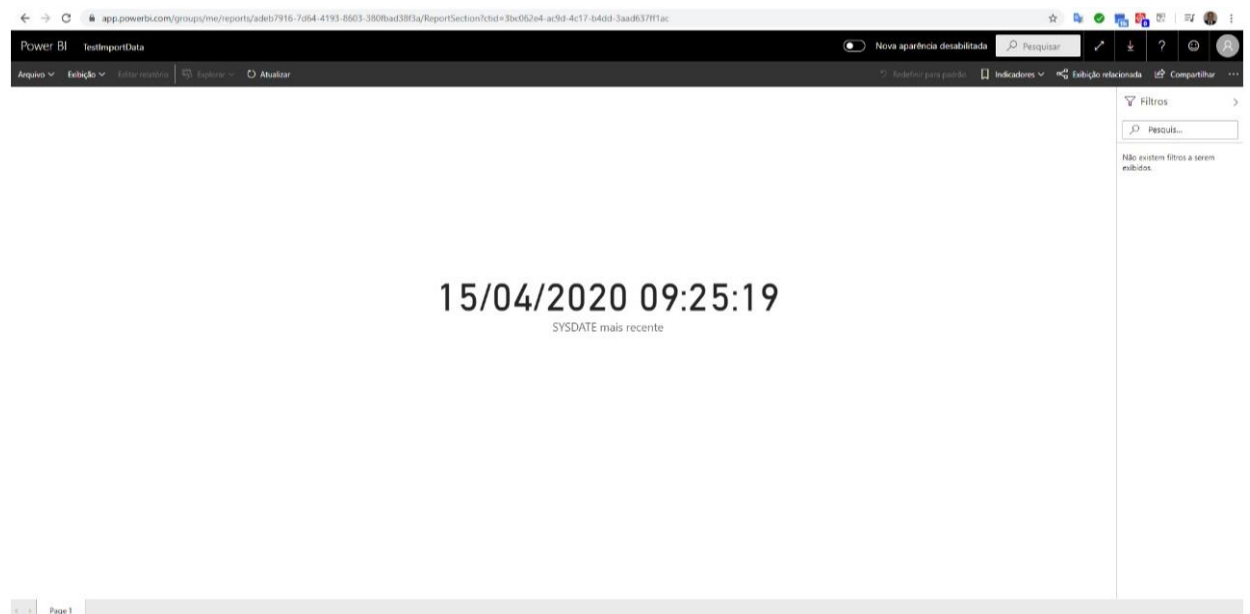 app.powerbi.com/groups/me/reports/adeb7916-7d64-4193-8603-380fbad38f3a/ReportSection?ctid=3bc062e4-ac9d-4c17-b4dd-3aad637ff1ac
Power BI TestImportData Nova aparência desabilitada Pesquisar
Arquivo Exibição Editar relatório Explorar Atualizar Redefinir para padrão Indicadores Exibição relacionada Compartilhar
Filtros
Pesquis...
Não existem filtros a serem
exibidos.
15/04/2020 09:25:19
SYSDATE mais recente
Page 1